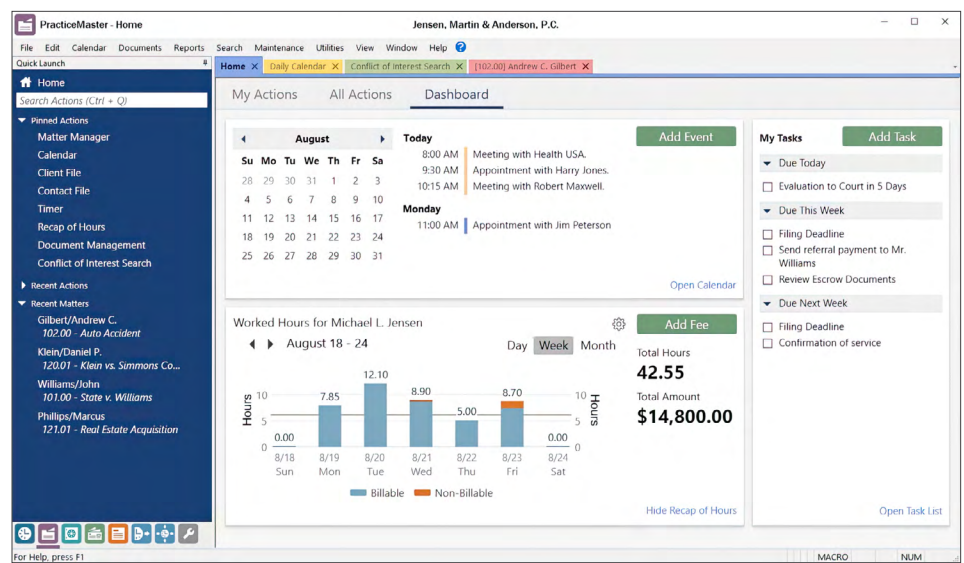 PracticeMaster - Home
Jensen, Martin & Anderson, P.C.
File Edit Calendar Documents Reports Search Maintenance Utilities View Window Help
Quick Launch
Home
Search Actions (Ctrl + Q)
Pinned Actions
Matter Manager
Calendar
Client File
Contact File
Timer
Recap of Hours
Document Management
Conflict of Interest Search
Recent Actions
Recent Matters
Gilbert/Andrew C.
102.00 - Auto Accident
Klein/Daniel P.
120.01 - Klein vs. Simmons Co...
Williams/John
101.00 - State v. Williams
Phillips/Marcus
121.01 - Real Estate Acquisition
Home Daily Calendar Conflict of Interest Search [102.00] Andrew C. Gilbert
My Actions All Actions Dashboard
August
Su Mo Tu We Th Fr Sa
28 29 30 31 1 2 3
4 5 6 7 8 9 10
11 12 13 14 15 16 17
18 19 20 21 22 23 24
25 26 27 28 29 30 31
Add Event
Today
8:00 AM Meeting with Health USA.
9:30 AM Appointment with Harry Jones.
10:15 AM Meeting with Robert Maxwell.
Monday
11:00 AM Appointment with Jim Peterson
Open Calendar
Worked Hours for Michael L. Jensen
August 18 - 24
Day Week Month
Hours
10
5
0
0.00
7.85
12.10
8.90
5.00
8.70
0.00
10
5
0
Hours
8/18 8/19 8/20 8/21 8/22 8/23 8/24
Sun Mon Tue Wed Thu Fri Sat
Billable Non-Billable
Add Fee
Total Hours
42.55
Total Amount
$14,800.00
Hide Recap of Hours
My Tasks
Add Task
Due Today
Evaluation to Court in 5 Days
Due This Week
Filing Deadline
Send referral payment to Mr.
Williams
Review Escrow Documents
Due Next Week
Filing Deadline
Confirmation of service
Open Task List
For Help, press F1
MACRO NUM